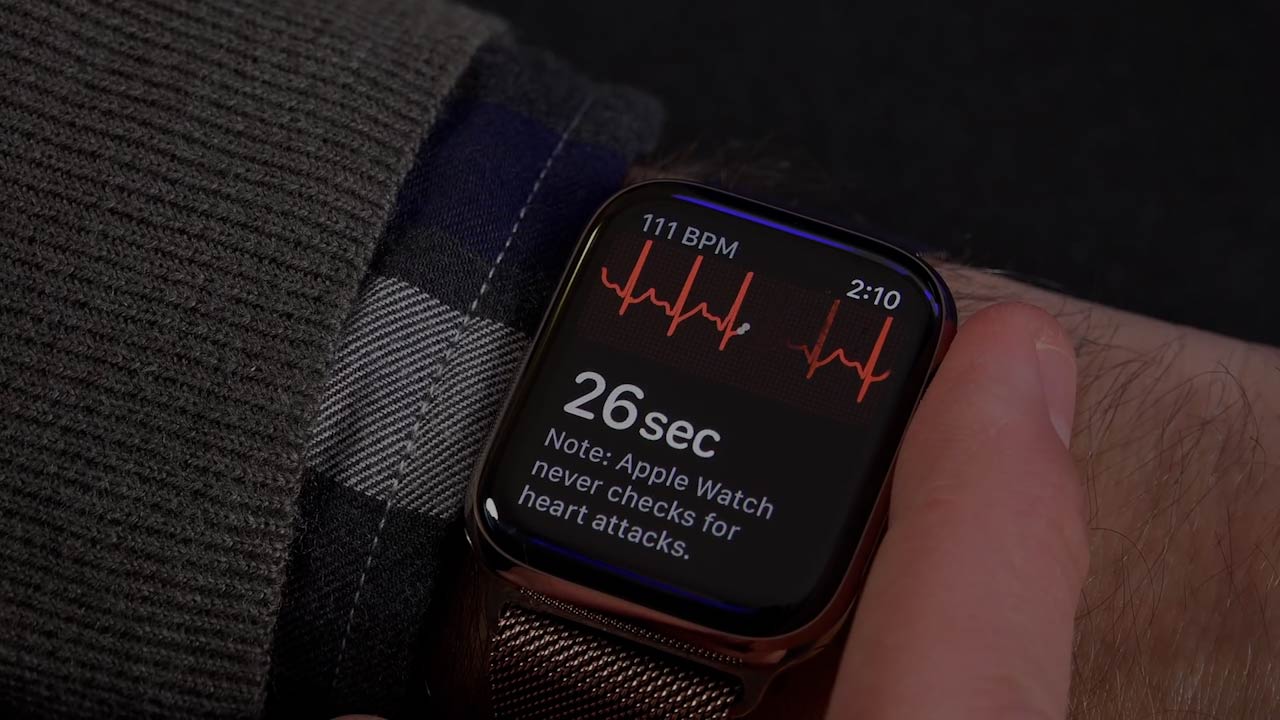 111 BPM
2:10
26sec
Note: Apple Watch
never checks for
heart attacks.